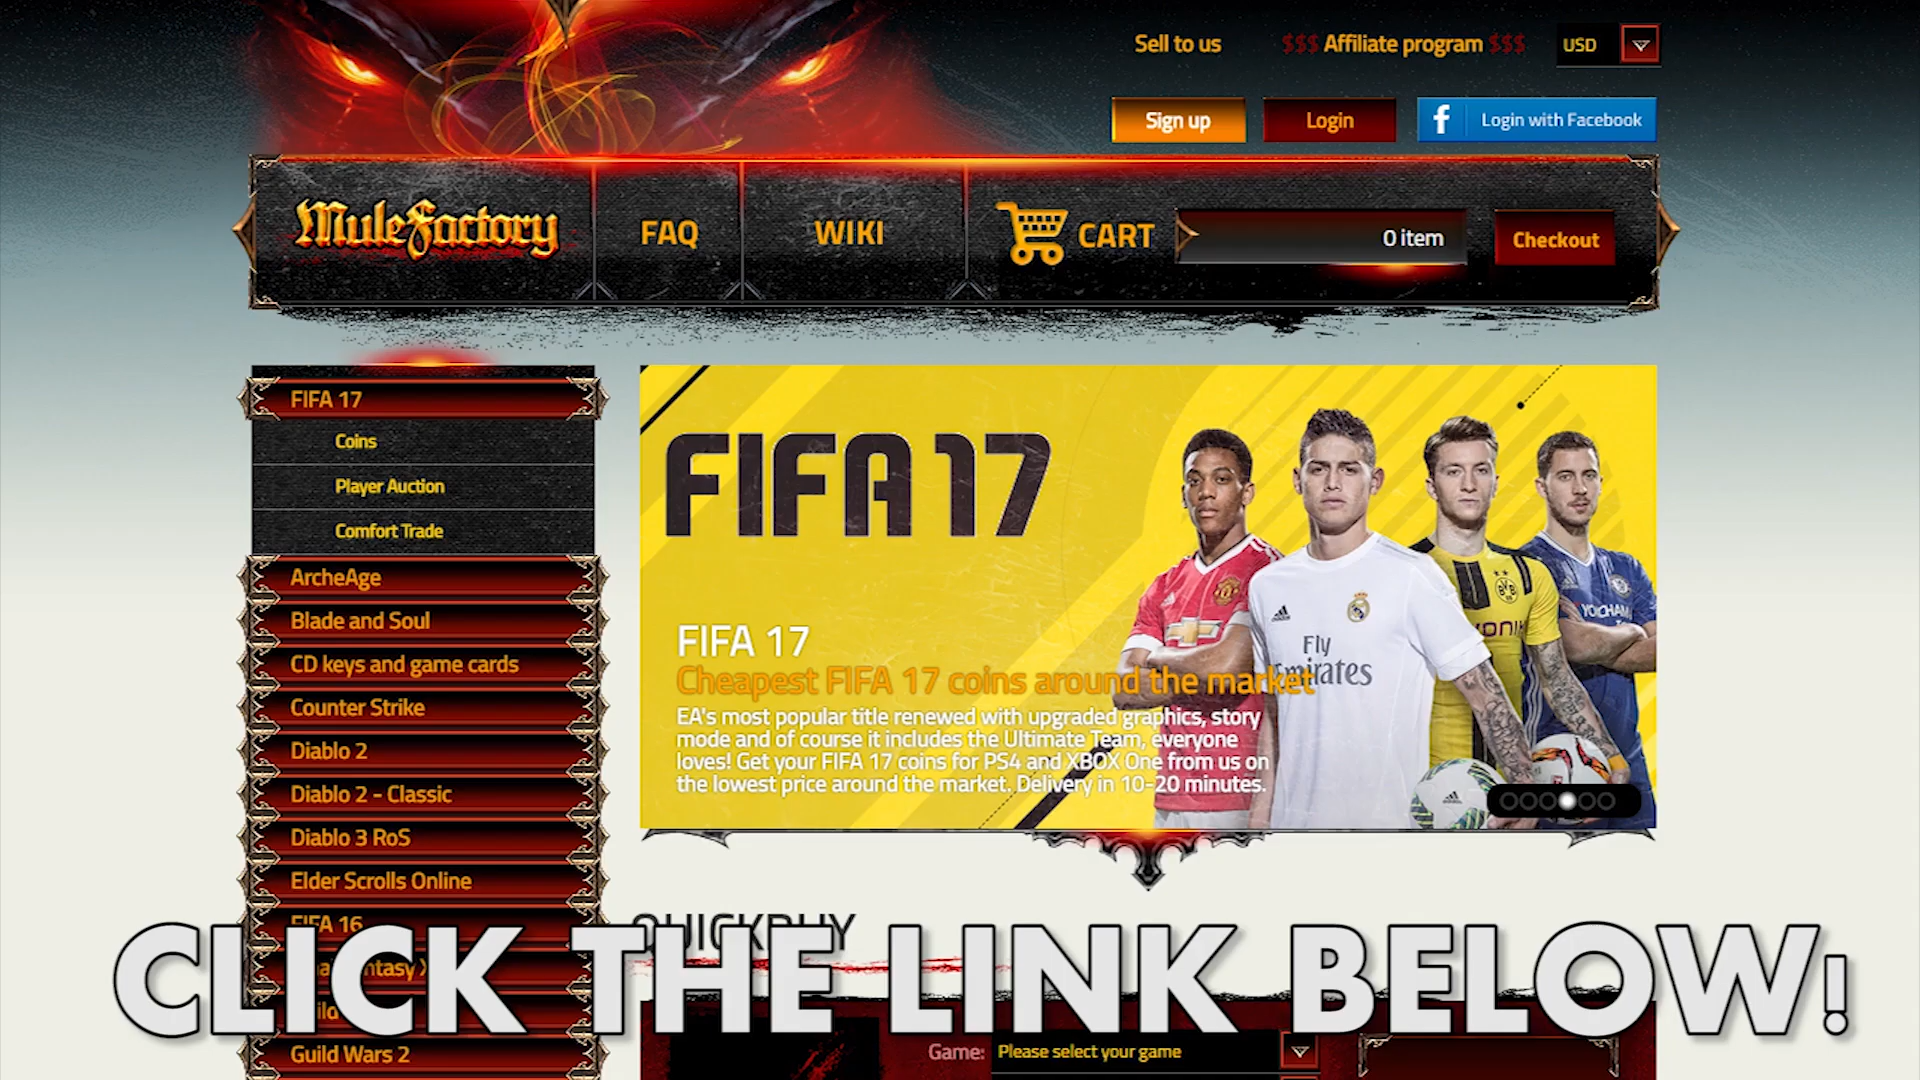 Sell to us
$$$ Affiliate program $$$
USD
Sign up
Login
f Login with Facebook
MuleFactory
FAQ
WIKI
CART
0 item
Checkout
FIFA 17
Coins
Player Auction
Comfort Trade
ArcheAge
Blade and Soul
CD keys and game cards
Counter Strike
Diablo 2
Diablo 2 - Classic
Diablo 3 RoS
Elder Scrolls Online
FIFA 16
Guild Wars 2
FIFA 17
FIFA 17
Cheapest FIFA 17 coins around the market
EA's most popular title renewed with upgraded graphics, story
mode and of course it includes the Ultimate Team, everyone
loves! Get your FIFA 17 coins for PS4 and XBOX One from us on
the lowest price around the market. Delivery in 10-20 minutes.
Fly
Emirates
QUICKBUY
CLICK THE LINK BELOW!
Game: Please select your game